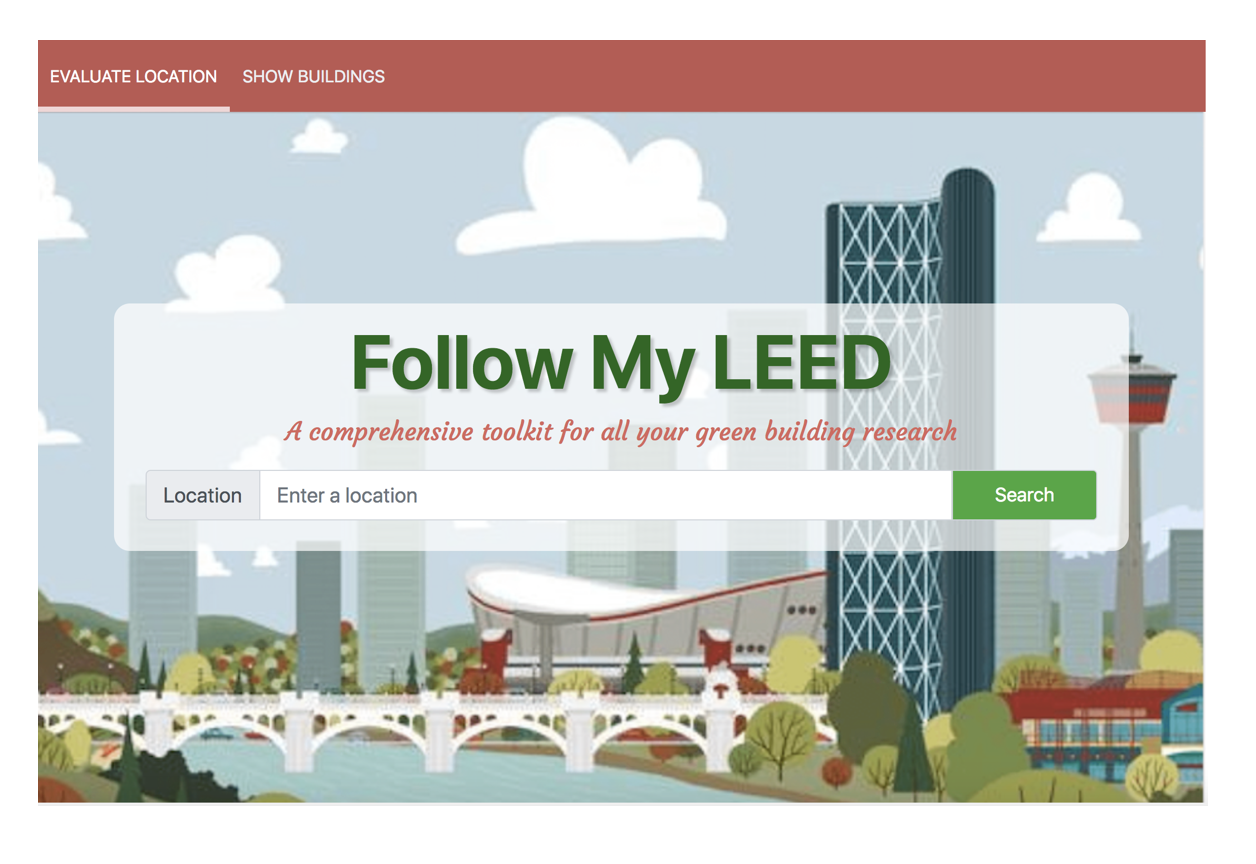 EVALUATE LOCATION SHOW BUILDINGS
Follow My LEED
A comprehensive toolkit for all your green building research
Location Enter a location Search